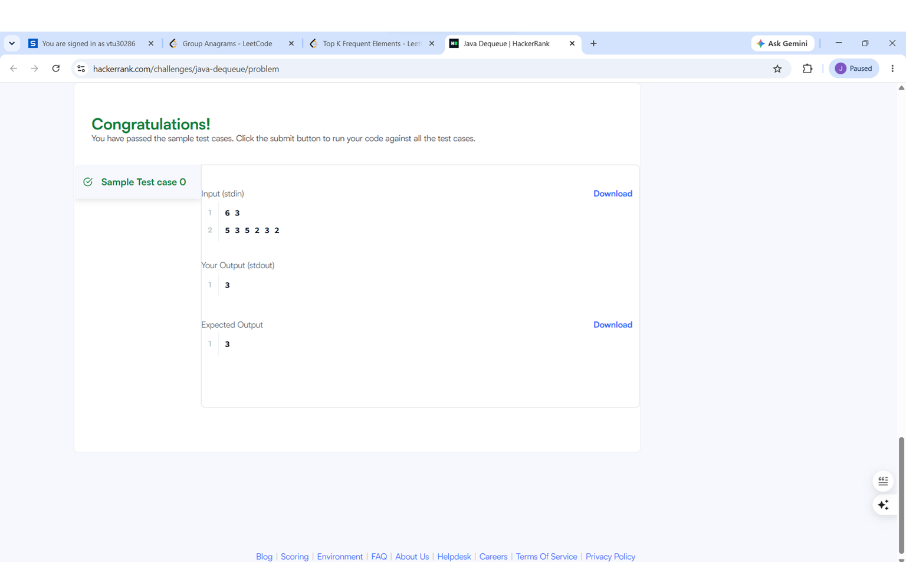 You are signed in as vtu30286
Group Anagrams - LeetCode
Top K Frequent Elements - Leet
Java Dequeue | HackerRank
Ask Gemini
hackerrank.com/challenges/java-dequeue/problem
J Paused
Congratulations!
You have passed the sample test cases. Click the submit button to run your code against all the test cases.
Sample Test case 0
Input (stdin) Download
1 6 3
2 5 3 5 2 3 2
Your Output (stdout)
1 3
Expected Output Download
1 3
Blog | Scoring | Environment | FAQ | About Us | Helpdesk | Careers | Terms Of Service | Privacy Policy